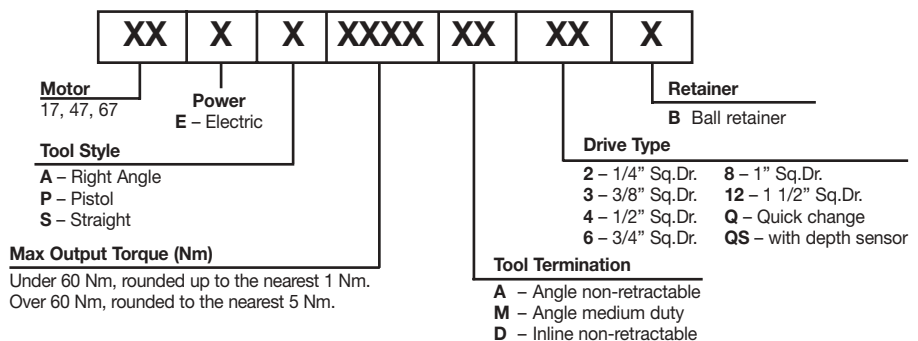 XX X X XXXX XX XX X
Motor
17, 47, 67
Power
E – Electric
Retainer
B Ball retainer
Tool Style
A – Right Angle
P – Pistol
S – Straight
Drive Type
2 – 1/4” Sq.Dr. 8 – 1” Sq.Dr.
3 – 3/8” Sq.Dr. 12 – 1 1/2” Sq.Dr.
4 – 1/2” Sq.Dr. Q – Quick change
6 – 3/4” Sq.Dr. QS – with depth sensor
Max Output Torque (Nm)
Under 60 Nm, rounded up to the nearest 1 Nm.
Over 60 Nm, rounded to the nearest 5 Nm.
Tool Termination
A – Angle non-retractable
M – Angle medium duty
D – Inline non-retractable